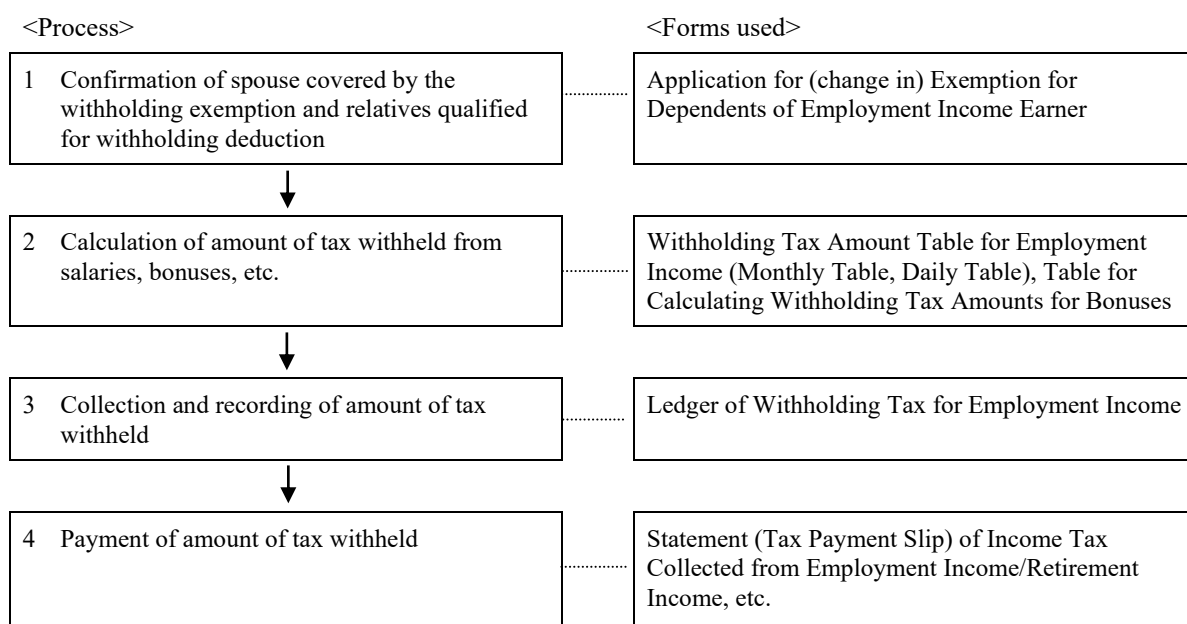 <Process>
<Forms used>
1 Confirmation of spouse covered by the
withholding exemption and relatives qualified
for withholding deduction
Application for (change in) Exemption for
Dependents of Employment Income Earner
2 Calculation of amount of tax withheld from
salaries, bonuses, etc.
Withholding Tax Amount Table for Employment
Income (Monthly Table, Daily Table), Table for
Calculating Withholding Tax Amounts for Bonuses
3 Collection and recording of amount of tax
withheld
Ledger of Withholding Tax for Employment Income
4 Payment of amount of tax withheld
Statement (Tax Payment Slip) of Income Tax
Collected from Employment Income/Retirement
Income, etc.